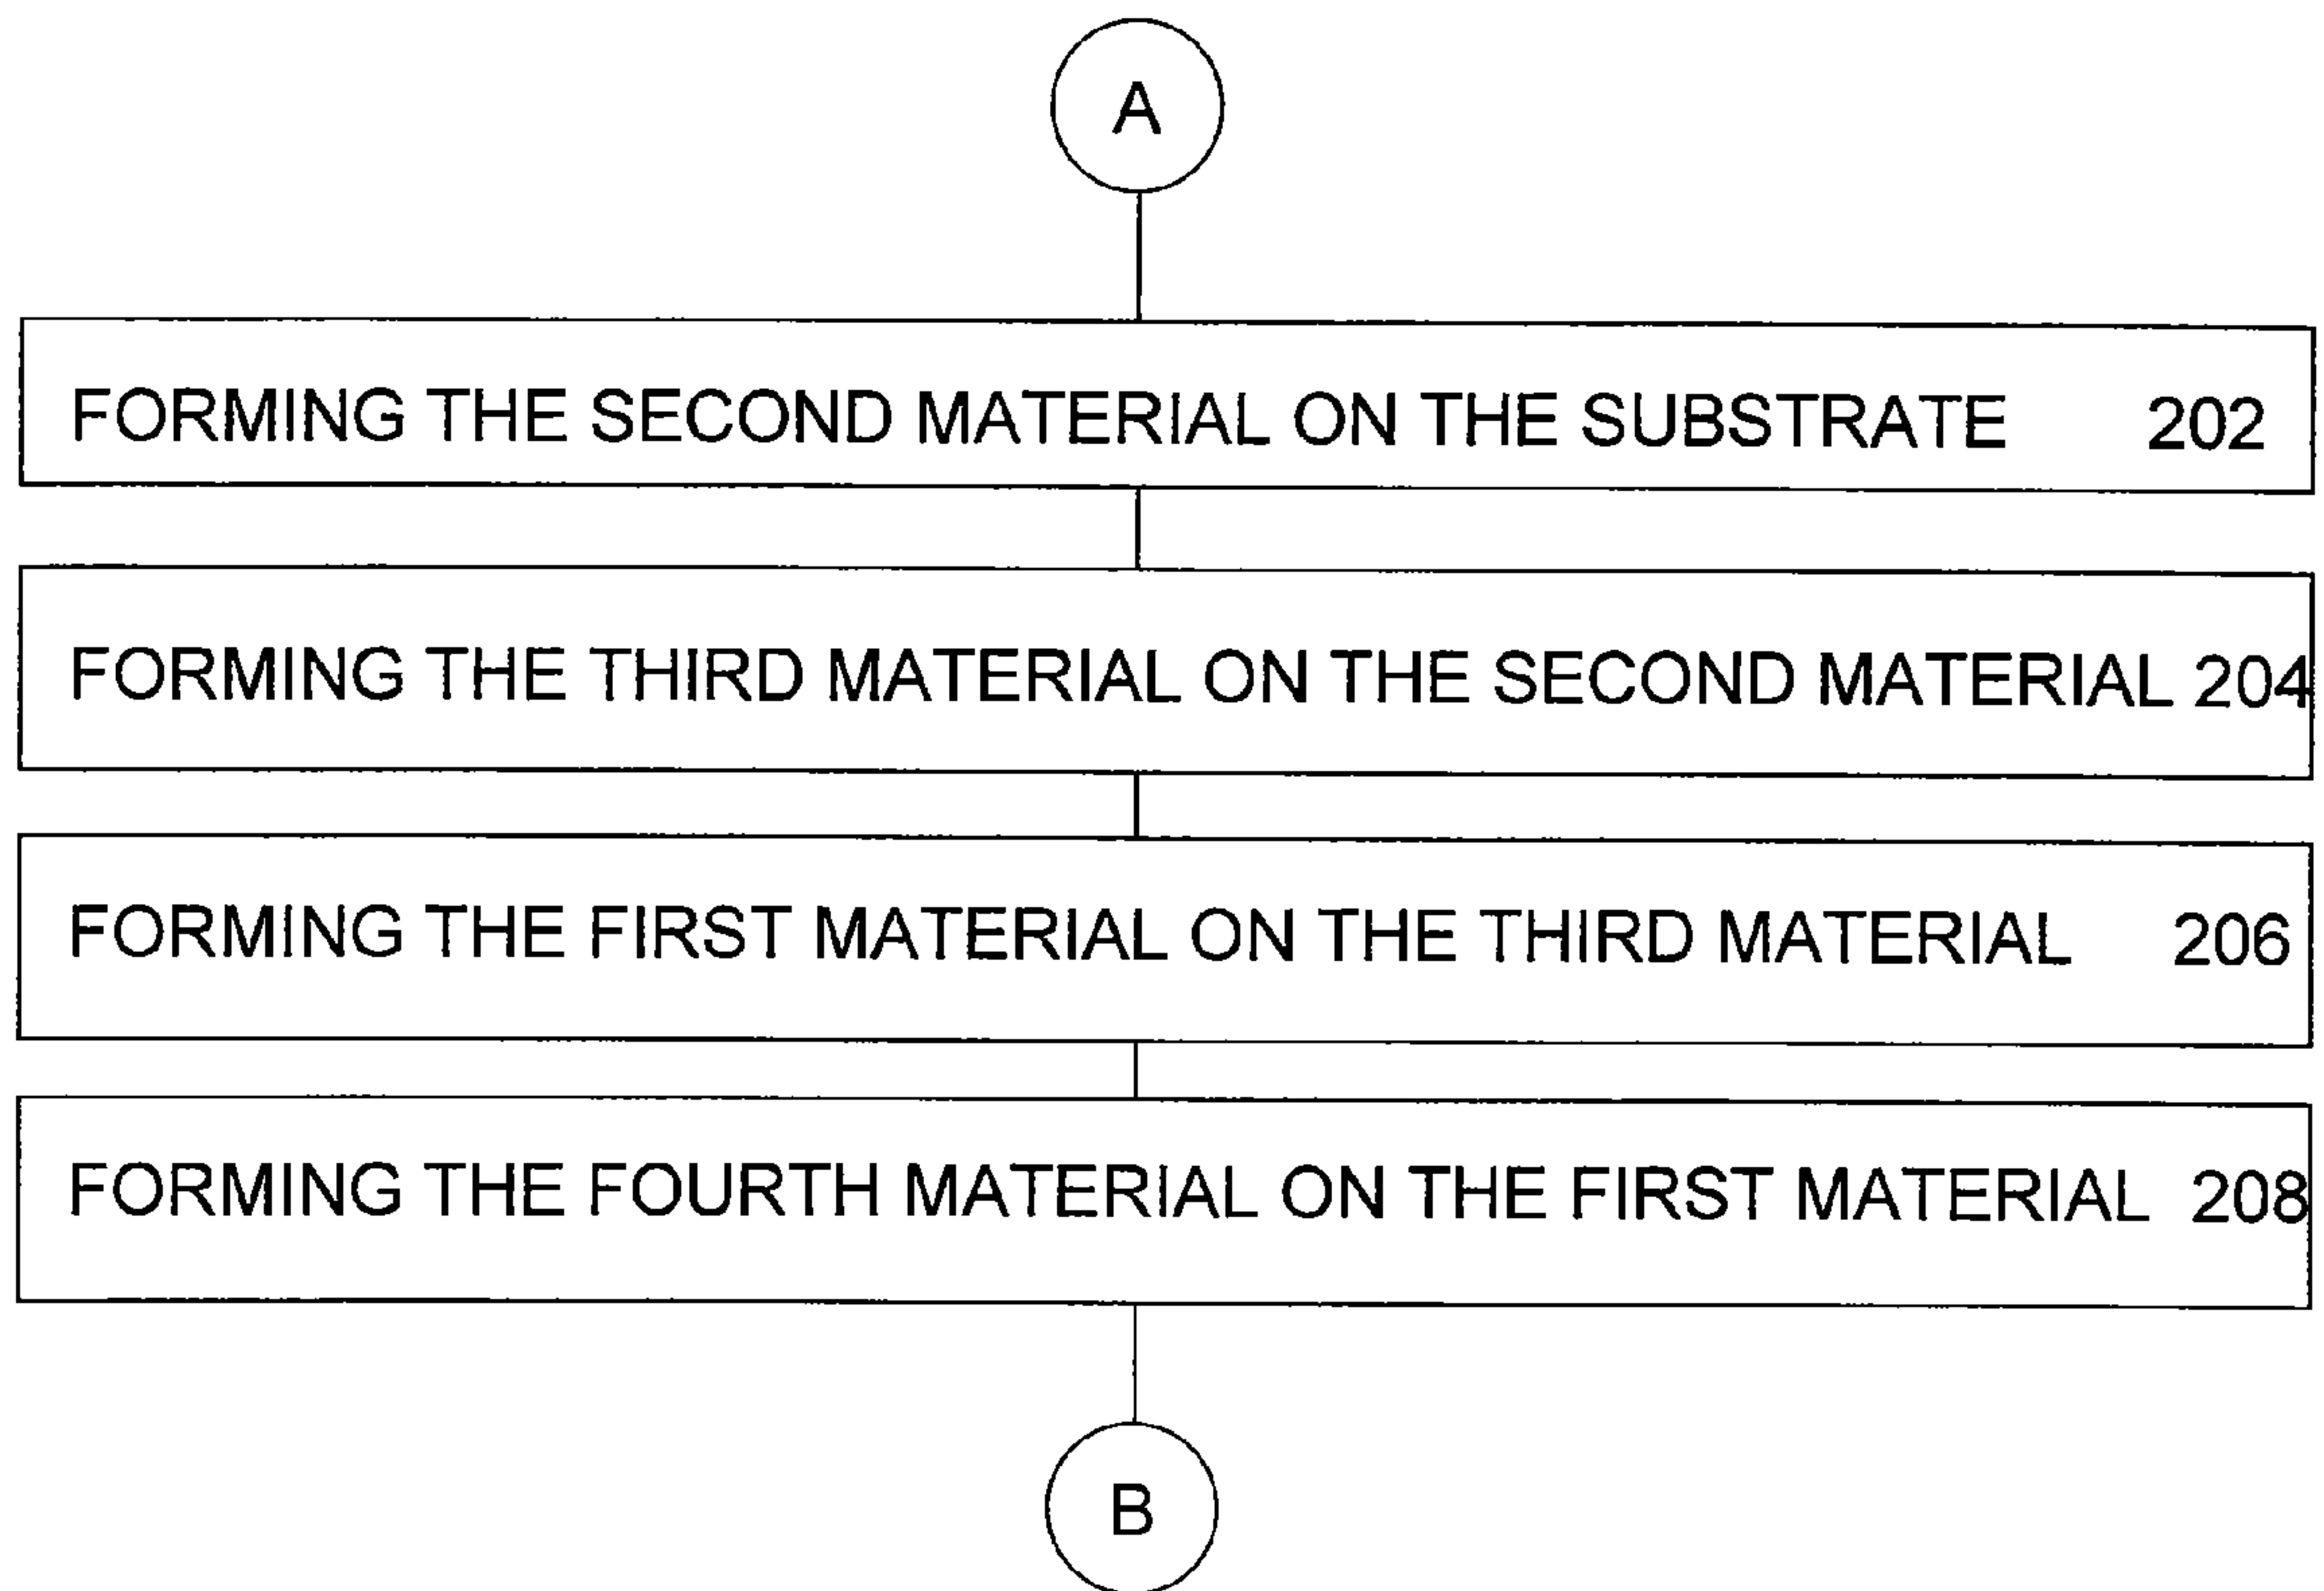 A
FORMING THE SECOND MATERIAL ON THE SUBSTRATE 202
FORMING THE THIRD MATERIAL ON THE SECOND MATERIAL 204
FORMING THE FIRST MATERIAL ON THE THIRD MATERIAL 206
FORMING THE FOURTH MATERIAL ON THE FIRST MATERIAL 208
B